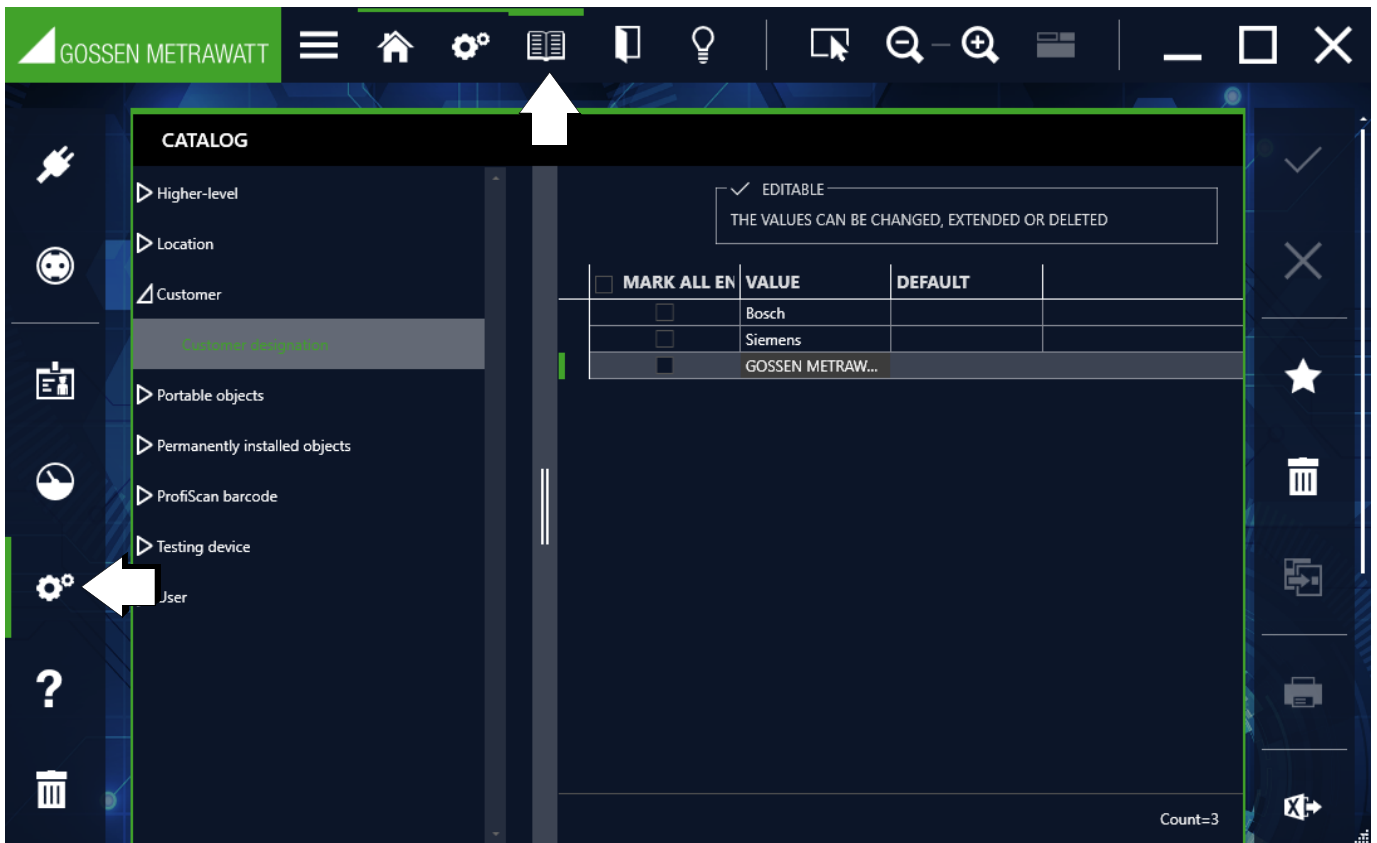 GOSSEN METRAWATT
CATALOG
Higher-level
Location
Customer
Customer designation
Portable objects
Permanently installed objects
ProfiScan barcode
Testing device
User
EDITABLE
THE VALUES CAN BE CHANGED, EXTENDED OR DELETED
MARK ALL EN VALUE DEFAULT
Bosch
Siemens
GOSSEN METRAW...
Count=3